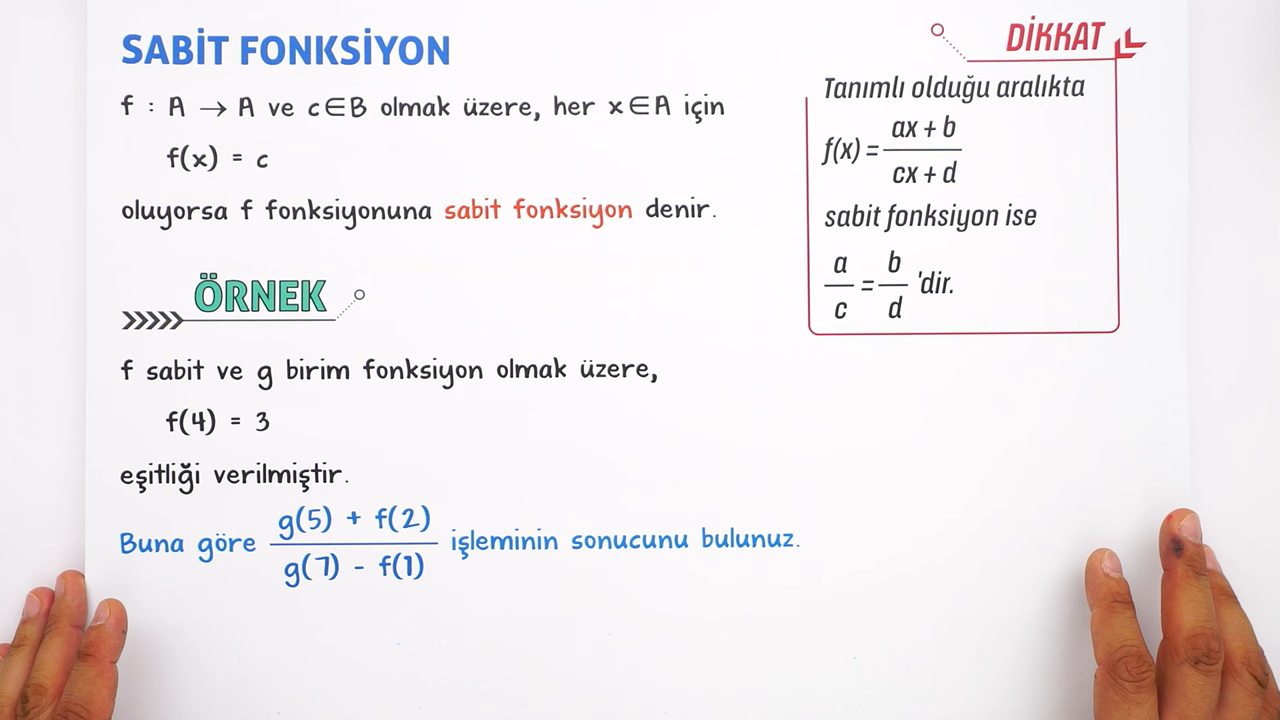 SABİT FONKSİYON
f : A → A ve c∈B olmak üzere, her x∈A için
f(x) = c
oluyorsa f fonksiyonuna sabit fonksiyon denir.
DİKKAT
Tanımlı olduğu aralıkta
f(x) = ax + b / cx + d
sabit fonksiyon ise
a/c = b/d 'dir.
ÖRNEK
f sabit ve g birim fonksiyon olmak üzere,
f(4) = 3
eşitliği verilmiştir.
Buna göre g(5) + f(2) / g(7) - f(1) işleminin sonucunu bulunuz.